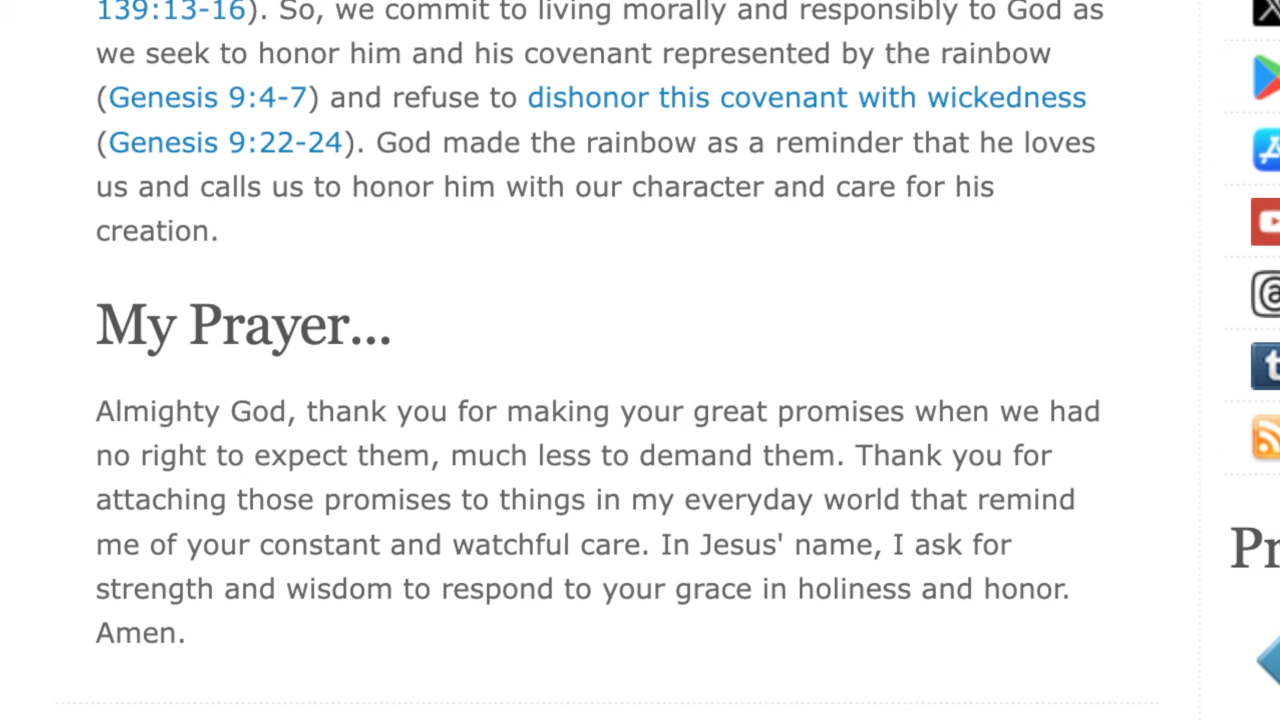 139:13-16). So, we commit to living morally and responsibly to God as
we seek to honor him and his covenant represented by the rainbow
(Genesis 9:4-7) and refuse to dishonor this covenant with wickedness
(Genesis 9:22-24). God made the rainbow as a reminder that he loves
us and calls us to honor him with our character and care for his
creation.
My Prayer...
Almighty God, thank you for making your great promises when we had
no right to expect them, much less to demand them. Thank you for
attaching those promises to things in my everyday world that remind
me of your constant and watchful care. In Jesus' name, I ask for
strength and wisdom to respond to your grace in holiness and honor.
Amen.